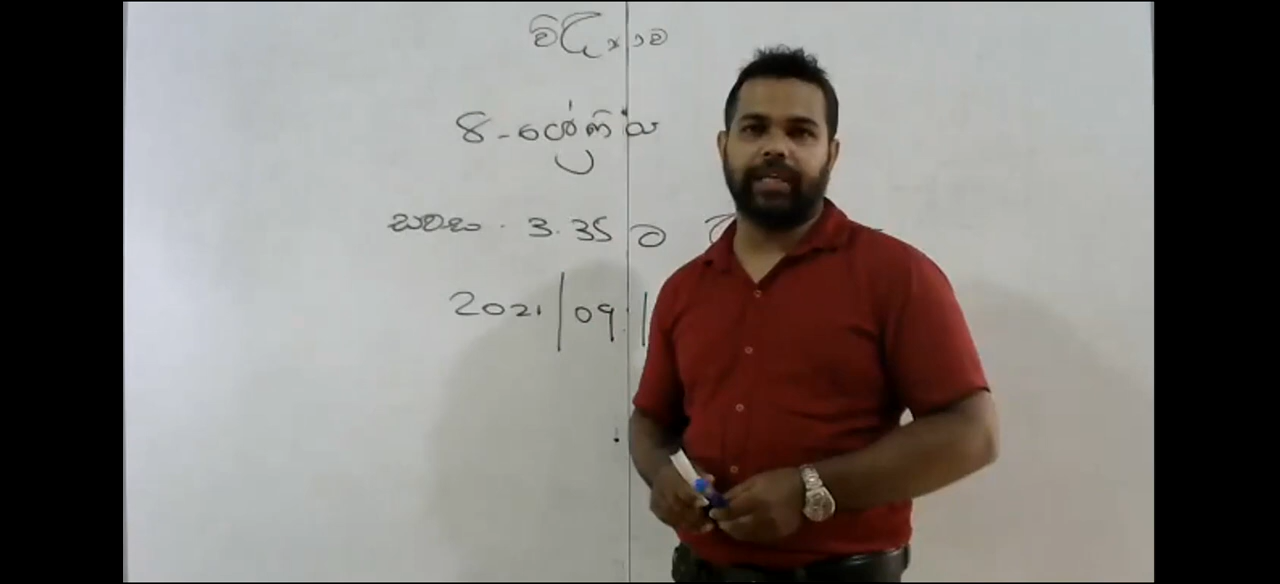 විද්‍යාව
8 - ශ්‍රේණිය
සවස . 3.35 ට
2021 / 09 /